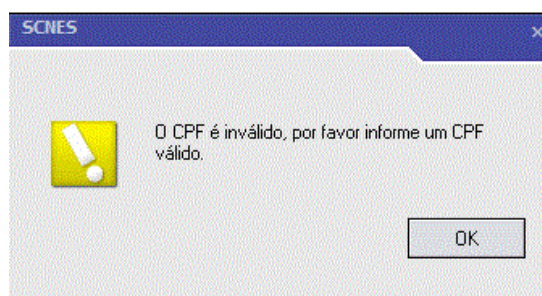 SCNES
O CPF é inválido, por favor informe um CPF
válido.
OK